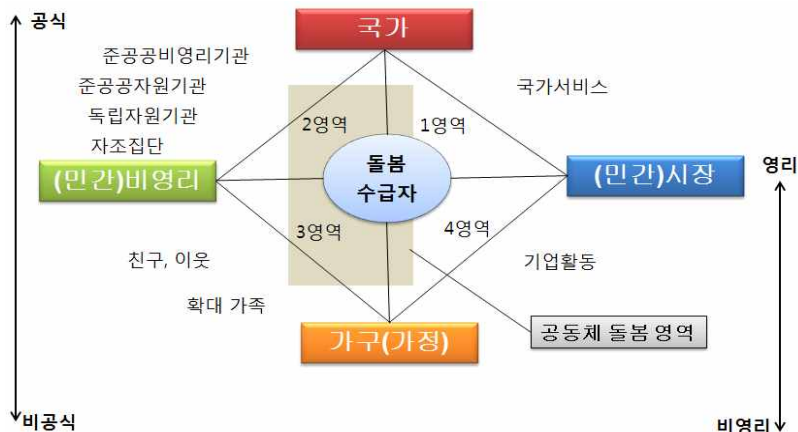 공식
국가
준공공비영리기관
준공공자원기관
독립자원기관
자조집단
국가서비스
2영역
1영역
(민간)비영리
돌봄
수급자
(민간)시장
영리
3영역
4영역
친구, 이웃
기업활동
확대 가족
가구(가정)
공동체 돌봄 영역
비공식
비영리